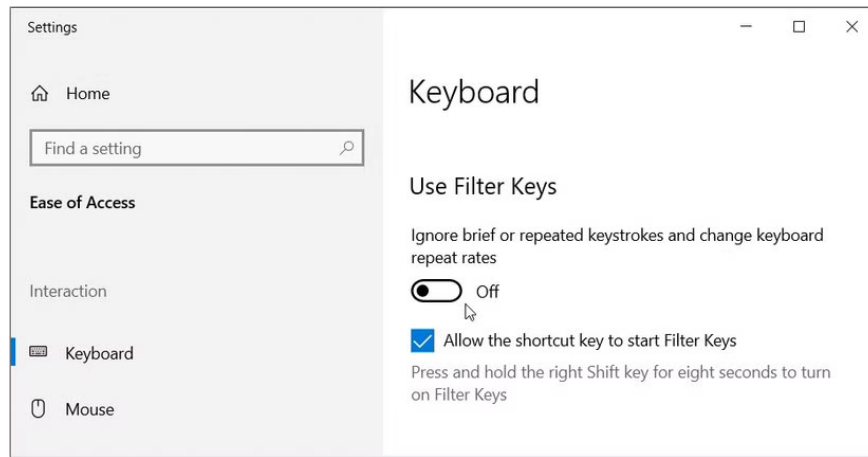 Settings
Home
Find a setting
Ease of Access
Interaction
Keyboard
Mouse
Keyboard
Use Filter Keys
Ignore brief or repeated keystrokes and change keyboard
repeat rates
Off
Allow the shortcut key to start Filter Keys
Press and hold the right Shift key for eight seconds to turn
on Filter Keys